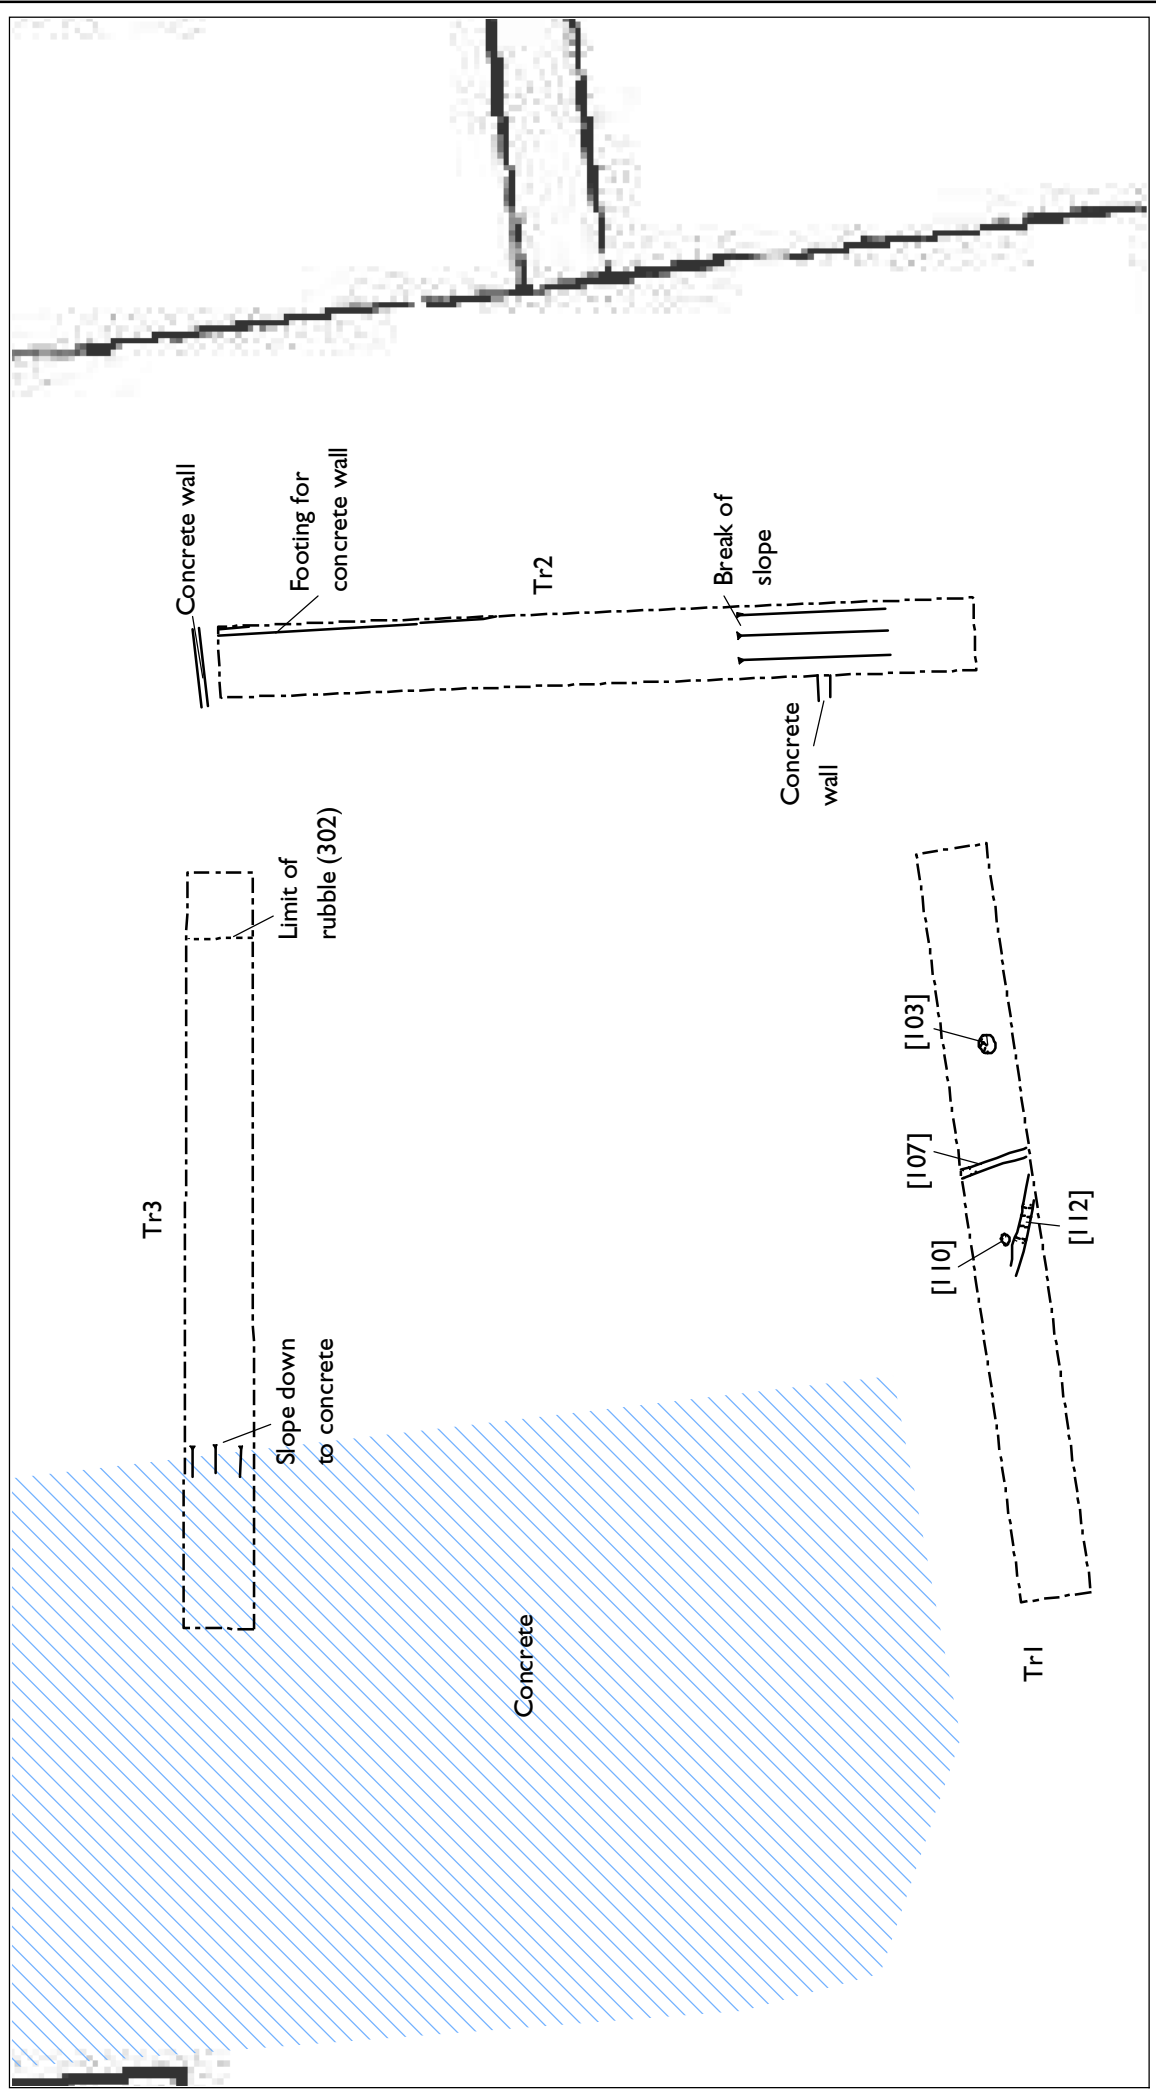 Concrete wall
Footing for
concrete wall
Tr2
Break of
slope
Concrete
wall
Limit of
rubble (302)
Tr3
Slope down
to concrete
Concrete
[103]
[107]
[110]
[112]
Tr1